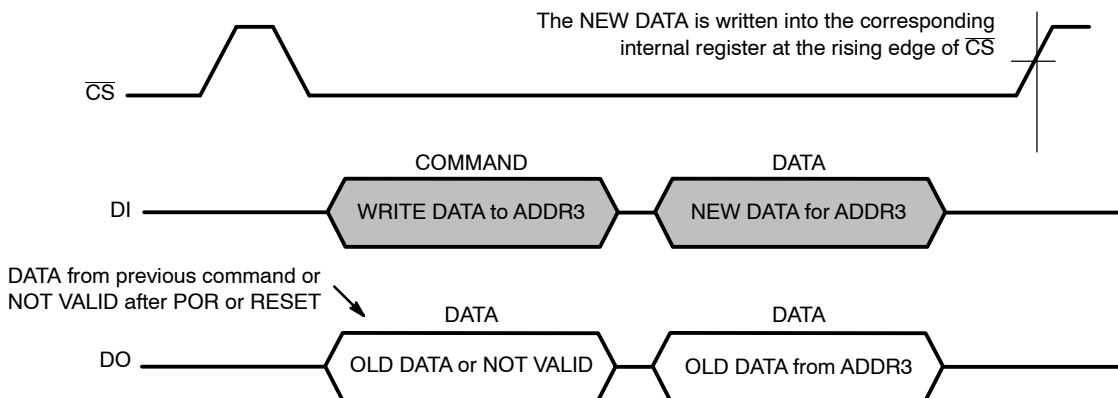 The NEW DATA is written into the corresponding
internal register at the rising edge of C̅S̅
C̅S̅
COMMAND
DATA
DI
WRITE DATA to ADDR3
NEW DATA for ADDR3
DATA from previous command or
NOT VALID after POR or RESET
DATA
DATA
DO
OLD DATA or NOT VALID
OLD DATA from ADDR3